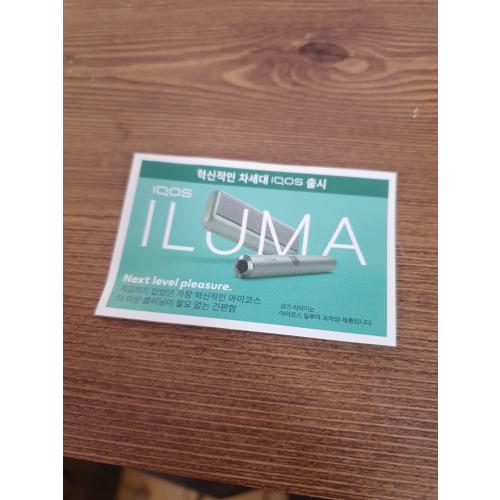 혁신적인 차세대 IQOS 출시
IQOS
ILUMA
Next level pleasure.
지금까지 없었던 가장 혁신적인 아이코스
더 이상 클리닝이 필요 없는 간편함
상기 이미지는
아이코스 일루마 프라임 제품입니다.